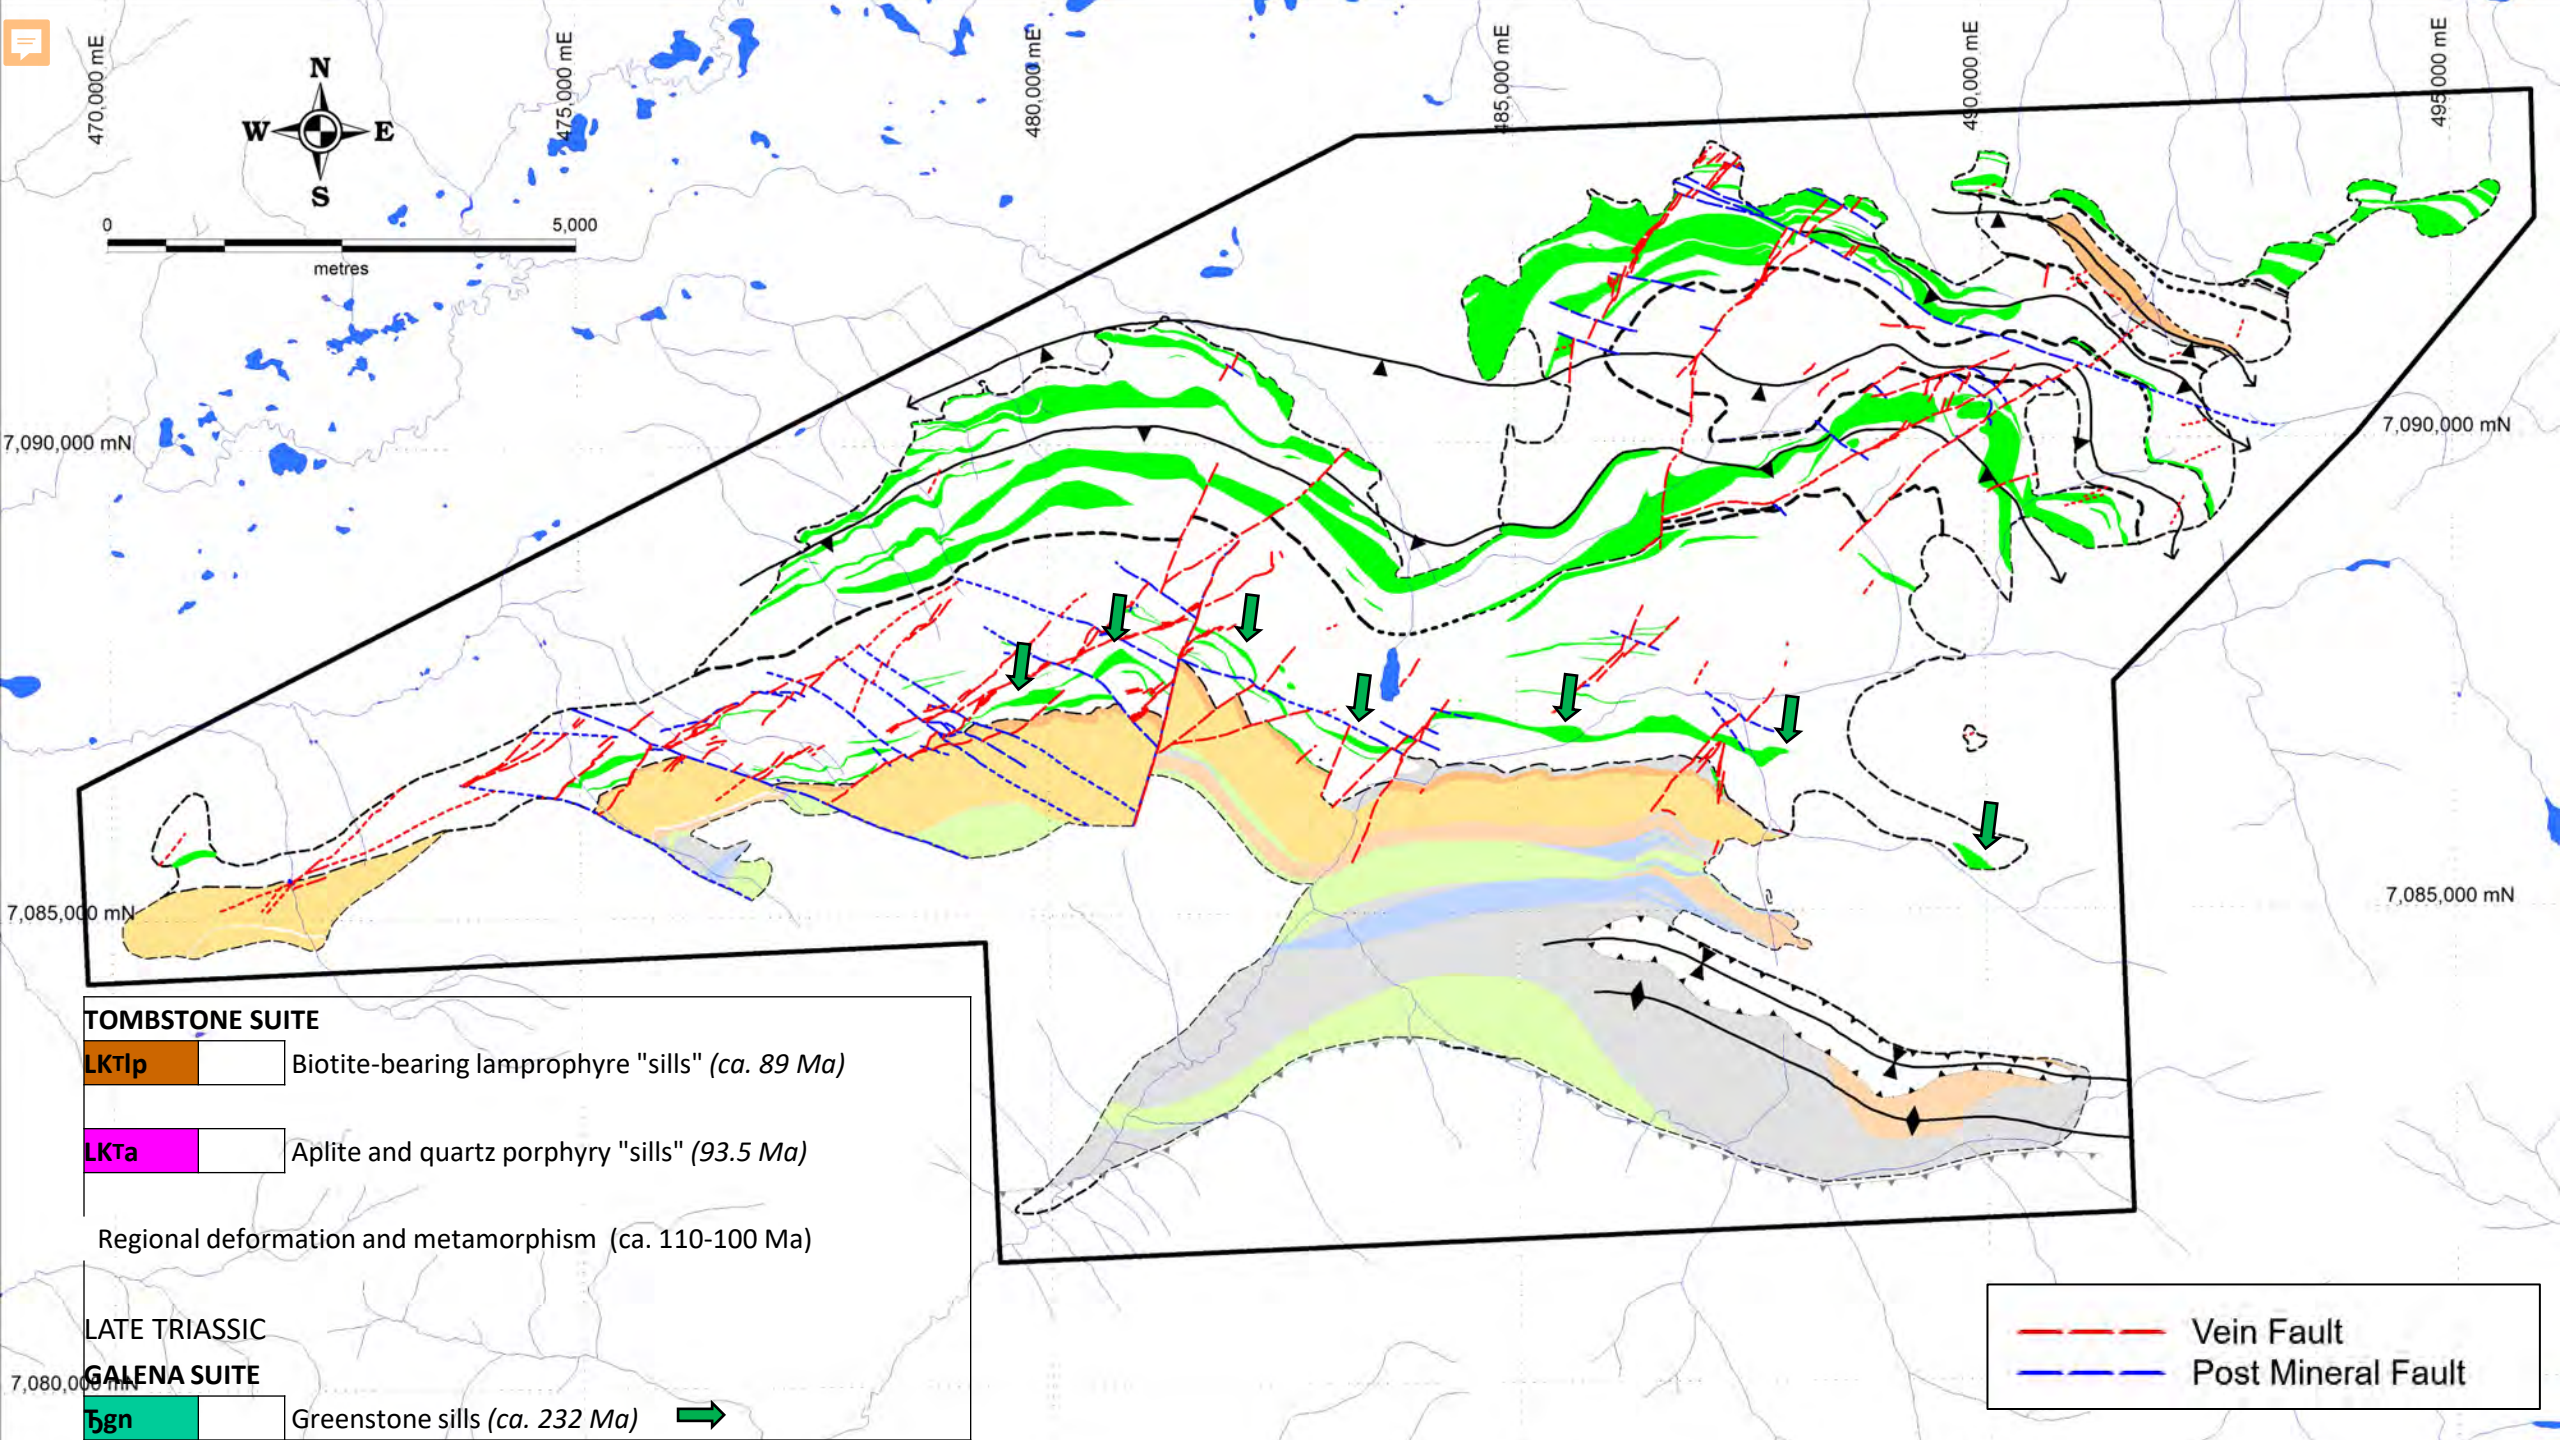 470,000 mE
475,000 mE
480,000 mE
485,000 mE
490,000 mE
495,000 mE
N
W E
S
0 5,000
metres
7,090,000 mN
7,090,000 mN
7,085,000 mN
7,085,000 mN
TOMBSTONE SUITE
LKTlp Biotite-bearing lamprophyre "sills" (ca. 89 Ma)
LKTa Aplite and quartz porphyry "sills" (93.5 Ma)
Regional deformation and metamorphism (ca. 110-100 Ma)
LATE TRIASSIC
GALENA SUITE
7,080,000 mN
Ꞧgn Greenstone sills (ca. 232 Ma)
Vein Fault
Post Mineral Fault